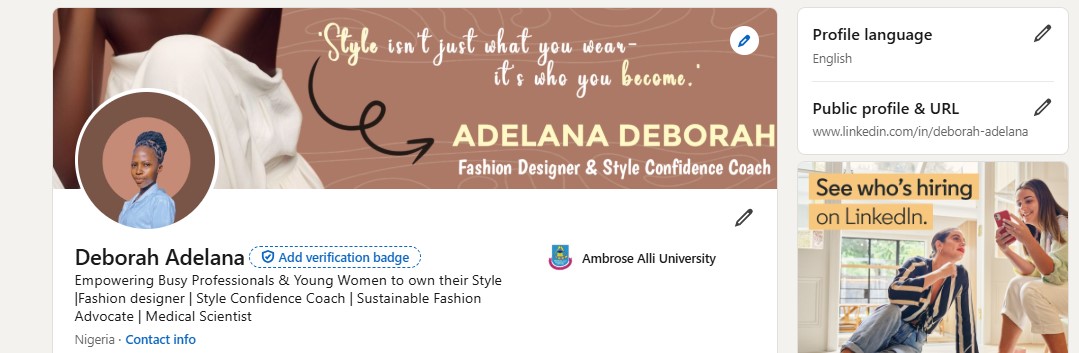 'Style isn't just what you wear-
it's who you become.'
ADELANA DEBORAH
Fashion Designer & Style Confidence Coach
Deborah Adelana Add verification badge
Empowering Busy Professionals & Young Women to own their Style
|Fashion designer | Style Confidence Coach | Sustainable Fashion
Advocate | Medical Scientist
Nigeria · Contact info
Ambrose Alli University
Profile language
English
Public profile & URL
www.linkedin.com/in/deborah-adelana
See who's hiring
on LinkedIn.